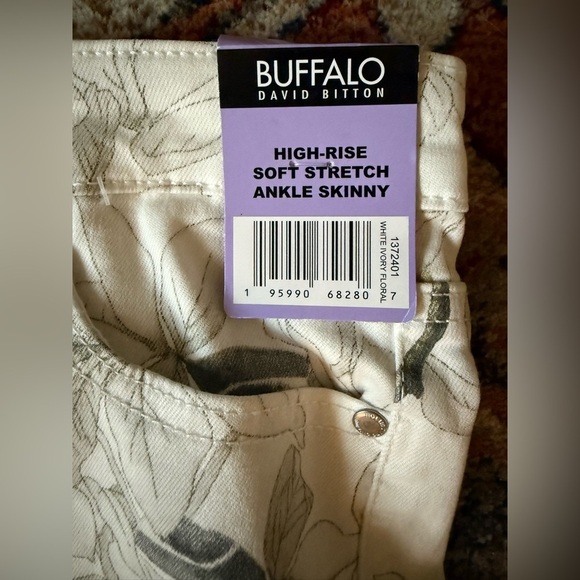 BUFFALO
DAVID BITTON
HIGH-RISE
SOFT STRETCH
ANKLE SKINNY
1 95990 68280 7
1372401
WHITE IVORY FLORAL